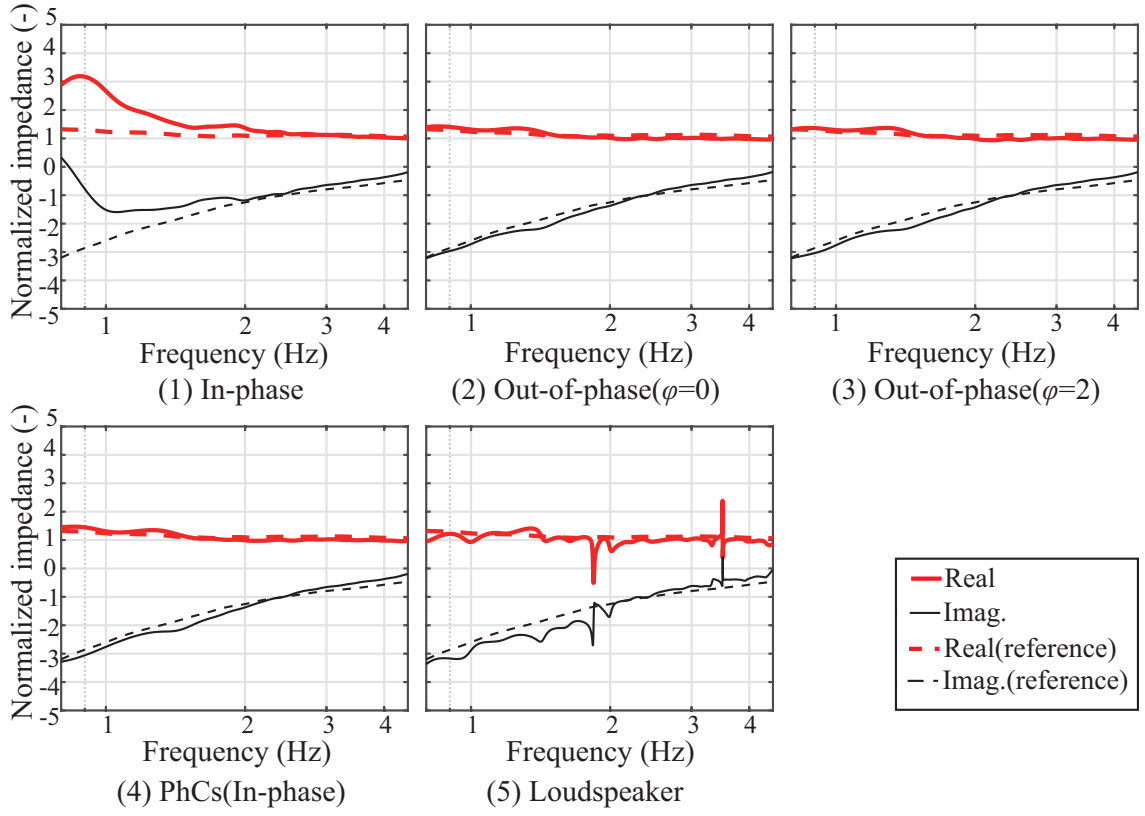 Normalized impedance (-)
5
4
3
2
1
0
-1
-2
-3
-4
-5
1 2 3 4
1 2 3 4
1 2 3 4
Frequency (Hz) Frequency (Hz) Frequency (Hz)
(1) In-phase (2) Out-of-phase(φ=0) (3) Out-of-phase(φ=2)
Normalized impedance (-)
5
4
3
2
1
0
-1
-2
-3
-4
-5
1 2 3 4
1 2 3 4
Frequency (Hz) Frequency (Hz)
(4) PhCs(In-phase) (5) Loudspeaker
Real
Imag.
Real(reference)
Imag.(reference)